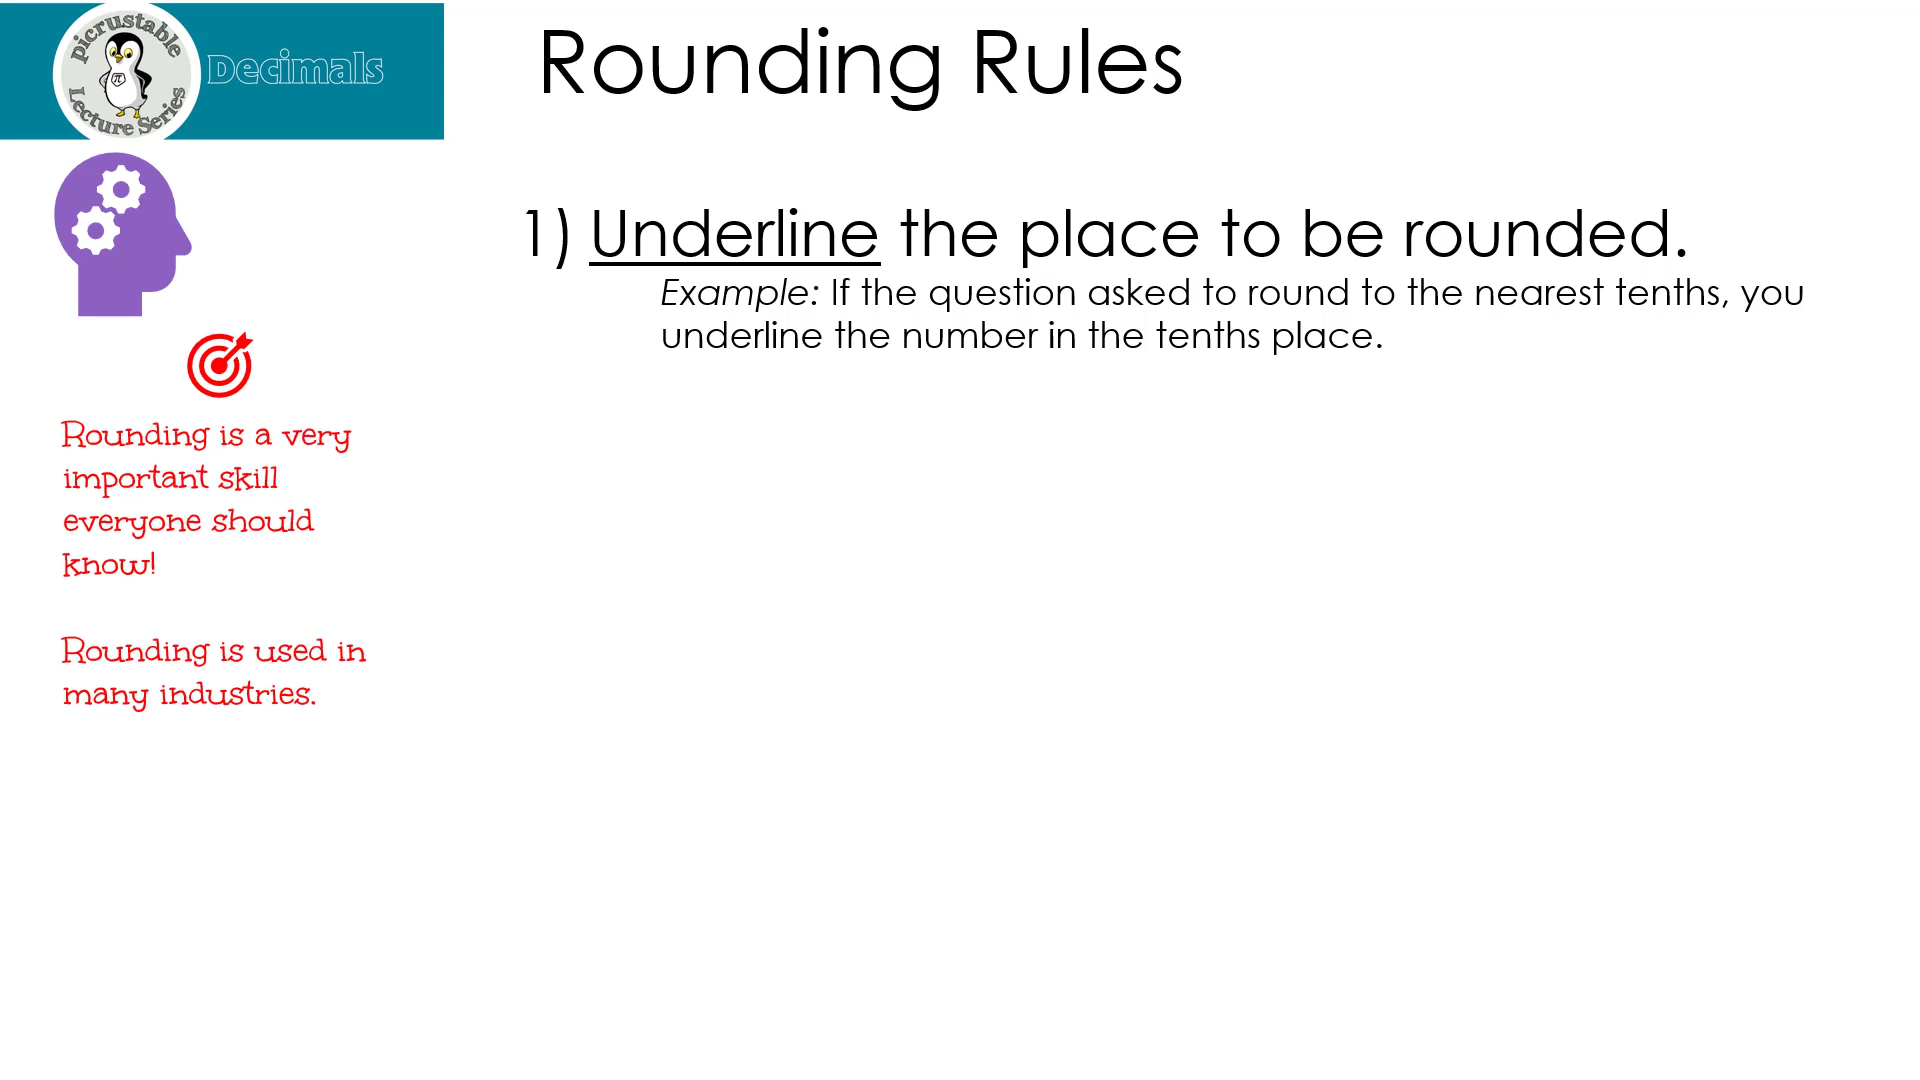 picrustable
Lecture Series
π
Decimals
Rounding Rules
1) Underline the place to be rounded.
Example: If the question asked to round to the nearest tenths, you
underline the number in the tenths place.
Rounding is a very
important skill
everyone should
know!
Rounding is used in
many industries.